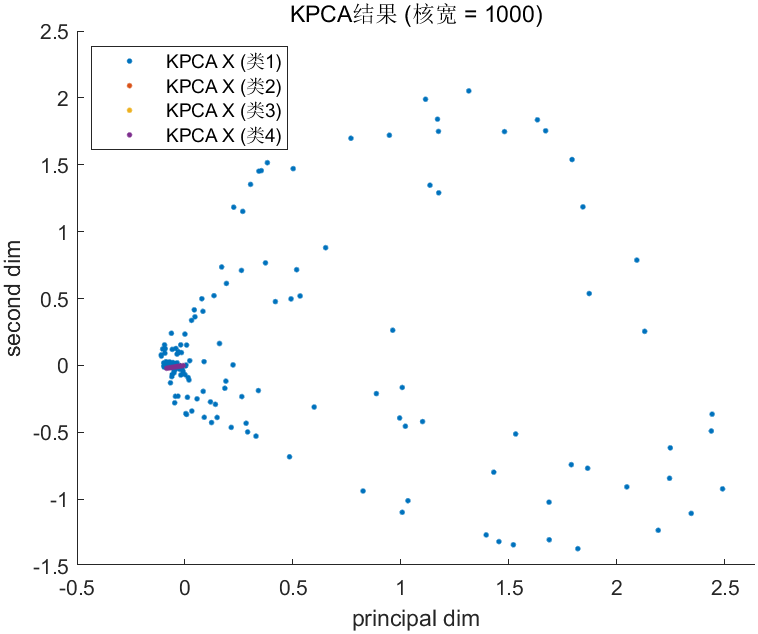 KPCA结果 (核宽 = 1000)
2.5
2
1.5
1
0.5
0
-0.5
-1
-1.5
KPCA X (类1)
KPCA X (类2)
KPCA X (类3)
KPCA X (类4)
second dim
-0.5 0 0.5 1 1.5 2 2.5
principal dim